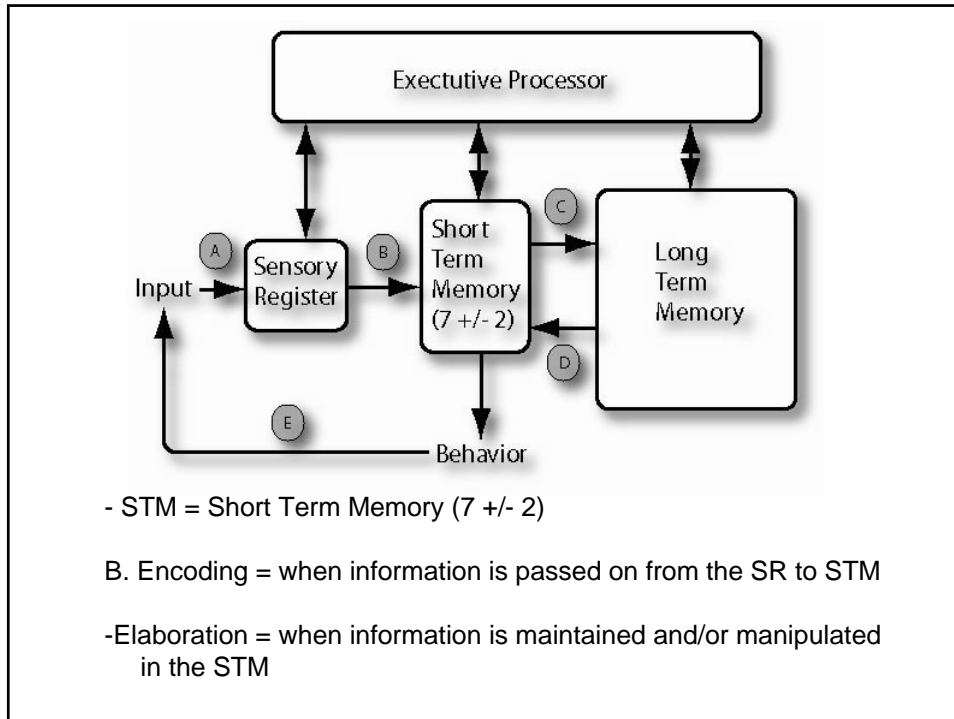 Exectutive Processor
C
Short
Term
Memory
(7 +/- 2)
Long
Term
Memory
A
B
Sensory
Register
Input
D
E
Behavior
- STM = Short Term Memory (7 +/- 2)
B. Encoding = when information is passed on from the SR to STM
-Elaboration = when information is maintained and/or manipulated
in the STM